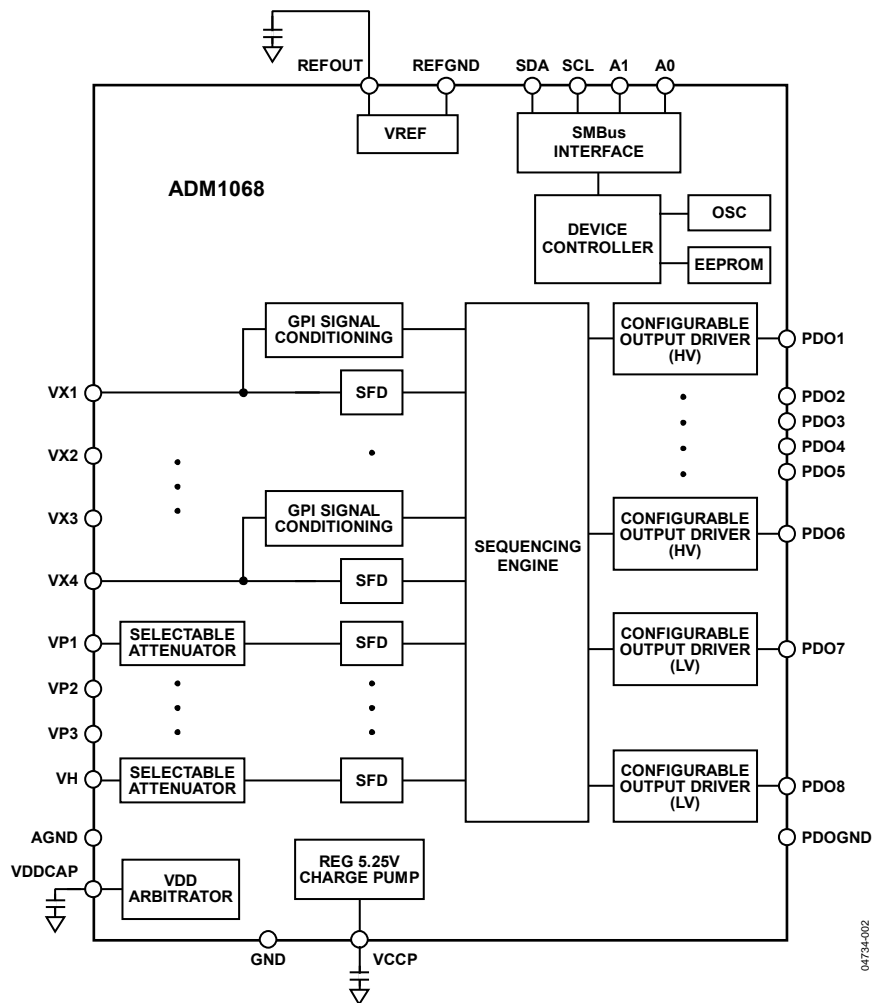 REFOUT
REFGND
SDA
SCL
A1
A0
VREF
SMBus
INTERFACE
ADM1068
DEVICE
CONTROLLER
OSC
EEPROM
GPI SIGNAL
CONDITIONING
CONFIGURABLE
OUTPUT DRIVER
(HV)
PDO1
VX1
SFD
PDO2
PDO3
PDO4
PDO5
VX2
VX3
GPI SIGNAL
CONDITIONING
SEQUENCING
ENGINE
CONFIGURABLE
OUTPUT DRIVER
(HV)
PDO6
VX4
SFD
VP1
SELECTABLE
ATTENUATOR
SFD
CONFIGURABLE
OUTPUT DRIVER
(LV)
PDO7
VP2
VP3
VH
SELECTABLE
ATTENUATOR
SFD
CONFIGURABLE
OUTPUT DRIVER
(LV)
PDO8
AGND
PDOGND
VDDCAP
VDD
ARBITRATOR
REG 5.25V
CHARGE PUMP
GND
VCCP
04734-002